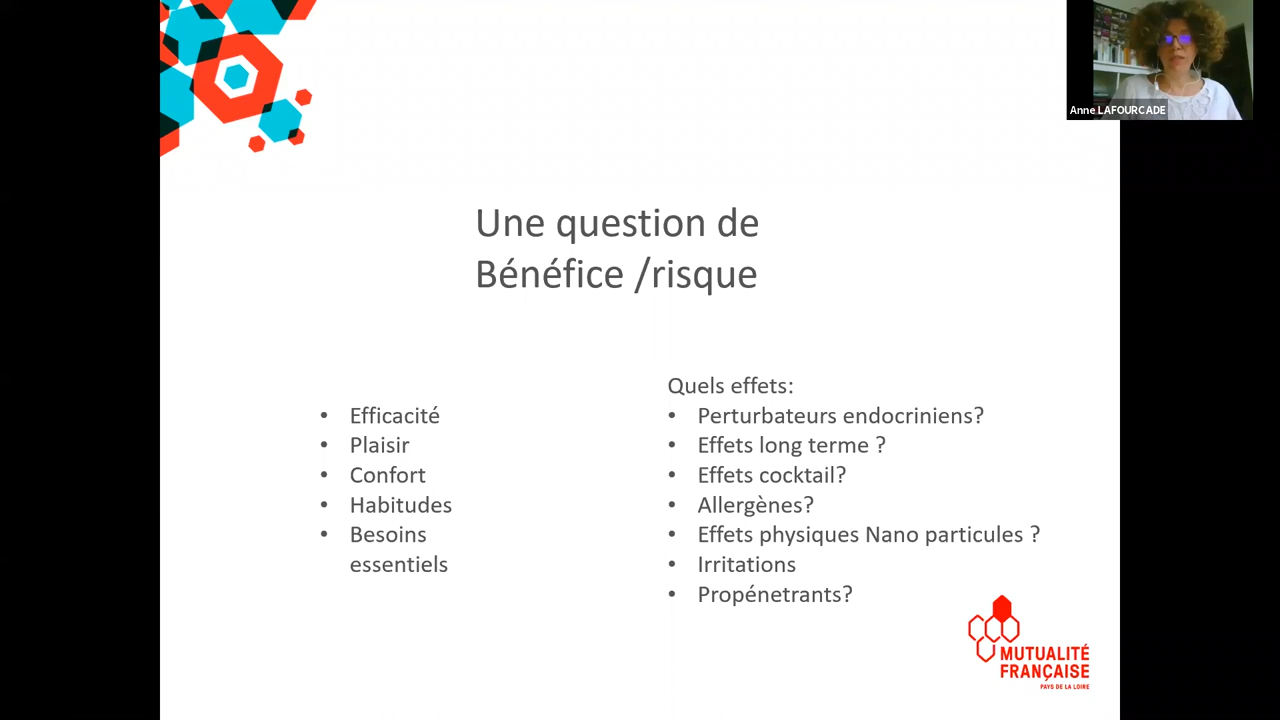 Anne LAFOURCADE
Une question de
Bénéfice /risque
• Efficacité
• Plaisir
• Confort
• Habitudes
• Besoins
essentiels
Quels effets:
• Perturbateurs endocriniens?
• Effets long terme ?
• Effets cocktail?
• Allergènes?
• Effets physiques Nano particules ?
• Irritations
• Propénetrants?
MUTUALITÉ
FRANÇAISE
PAYS DE LA LOIRE